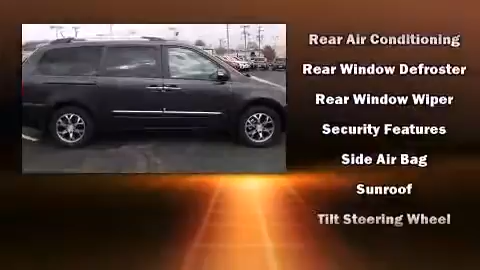 Rear Air Conditioning
Rear Window Defroster
Rear Window Wiper
Security Features
Side Air Bag
Sunroof
Tilt Steering Wheel